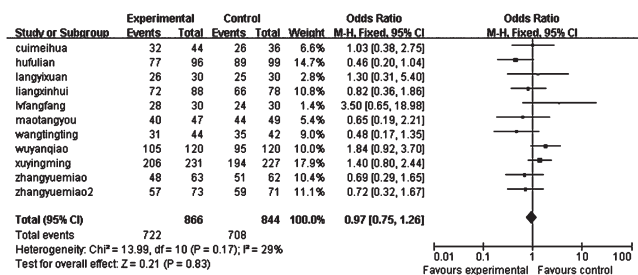 Experimental Control Odds Ratio Odds Ratio
Study or Subgroup Events Total Events Total Weight M-H, Fixed, 95% CI M-H, Fixed, 95% CI
cuimeihua 32 44 26 36 6.6% 1.03 [0.38, 2.75]
hufulian 77 96 89 99 14.7% 0.46 [0.20, 1.04]
langyixuan 26 30 25 30 3.0% 1.30 [0.31, 5.40]
liangxinhui 72 88 66 78 10.8% 0.82 [0.36, 1.86]
lvfangfang 28 30 24 30 1.4% 3.50 [0.65, 18.98]
maotangyou 40 47 44 49 5.1% 0.65 [0.19, 2.21]
wangtingting 31 44 35 42 9.0% 0.48 [0.17, 1.35]
wuyanqiao 105 120 95 120 9.8% 1.84 [0.92, 3.70]
xuyingming 206 231 194 227 17.9% 1.40 [0.80, 2.44]
zhangyuemiao 48 63 51 62 10.6% 0.69 [0.29, 1.65]
zhangyuemiao2 57 73 59 71 11.1% 0.72 [0.32, 1.67]
Total (95% CI) 866 844 100.0% 0.97 [0.75, 1.26]
Total events 722 708
Heterogeneity: Chi² = 13.99, df = 10 (P = 0.17); I² = 29%
Test for overall effect: Z = 0.21 (P = 0.83)
0.01 0.1 1 10 100
Favours experimental Favours control